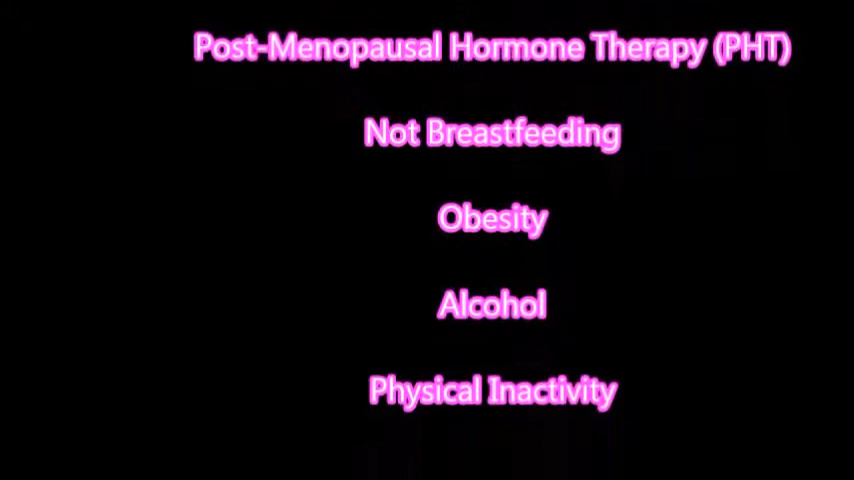 Post-Menopausal Hormone Therapy (PHT)
Not Breastfeeding
Obesity
Alcohol
Physical Inactivity